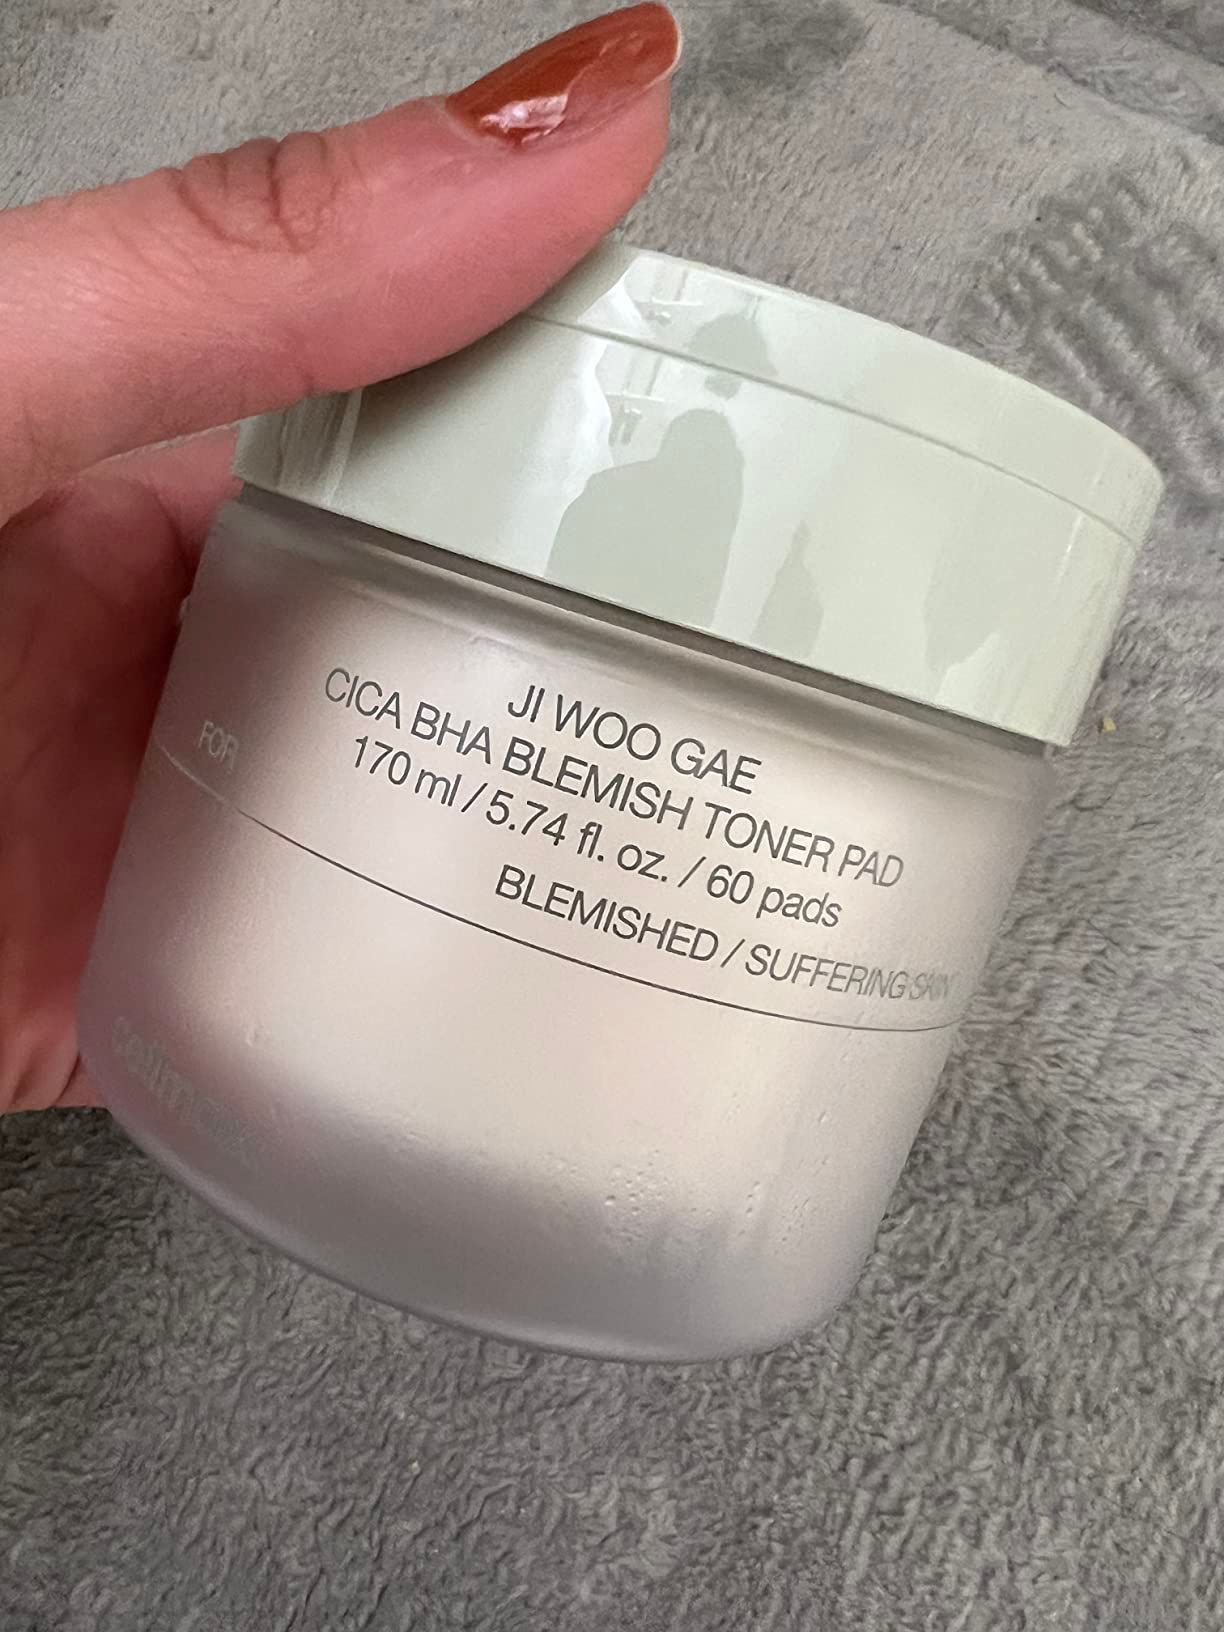 JI WOO GAE
CICA BHA BLEMISH TONER PAD
170 ml / 5.74 fl. oz. / 60 pads
FOR BLEMISHED / SUFFERING SKIN
celimax